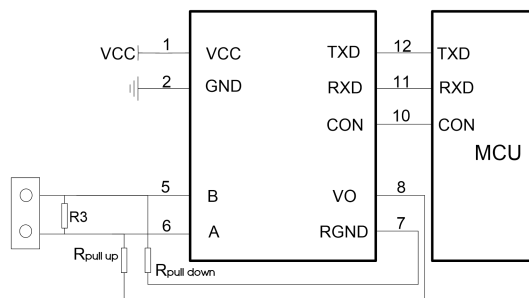 VCC 1 VCC TXD 12 TXD
2 GND RXD 11 RXD
CON 10 CON
MCU
5 B VO 8
R3 6 A RGND 7
Rpull up Rpull down